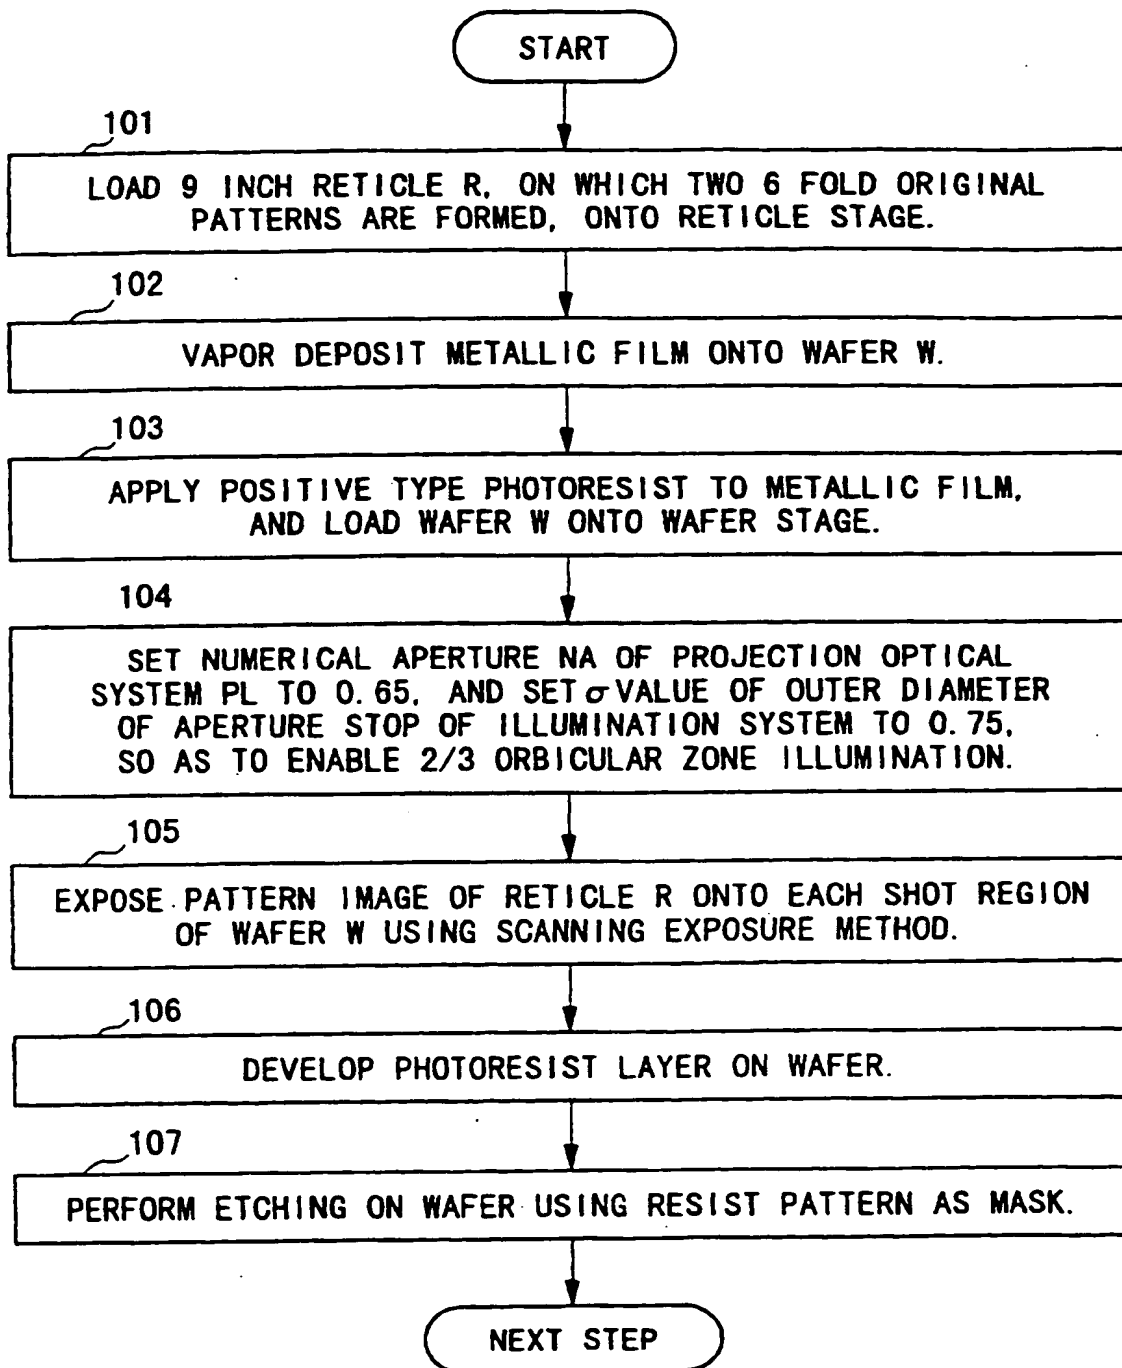 START
101
LOAD 9 INCH RETICLE R, ON WHICH TWO 6 FOLD ORIGINAL
PATTERNS ARE FORMED, ONTO RETICLE STAGE.
102
VAPOR DEPOSIT METALLIC FILM ONTO WAFER W.
103
APPLY POSITIVE TYPE PHOTORESIST TO METALLIC FILM,
AND LOAD WAFER W ONTO WAFER STAGE.
104
SET NUMERICAL APERTURE NA OF PROJECTION OPTICAL
SYSTEM PL TO 0.65, AND SET σ VALUE OF OUTER DIAMETER
OF APERTURE STOP OF ILLUMINATION SYSTEM TO 0.75,
SO AS TO ENABLE 2/3 ORBICULAR ZONE ILLUMINATION.
105
EXPOSE PATTERN IMAGE OF RETICLE R ONTO EACH SHOT REGION
OF WAFER W USING SCANNING EXPOSURE METHOD.
106
DEVELOP PHOTORESIST LAYER ON WAFER.
107
PERFORM ETCHING ON WAFER USING RESIST PATTERN AS MASK.
NEXT STEP